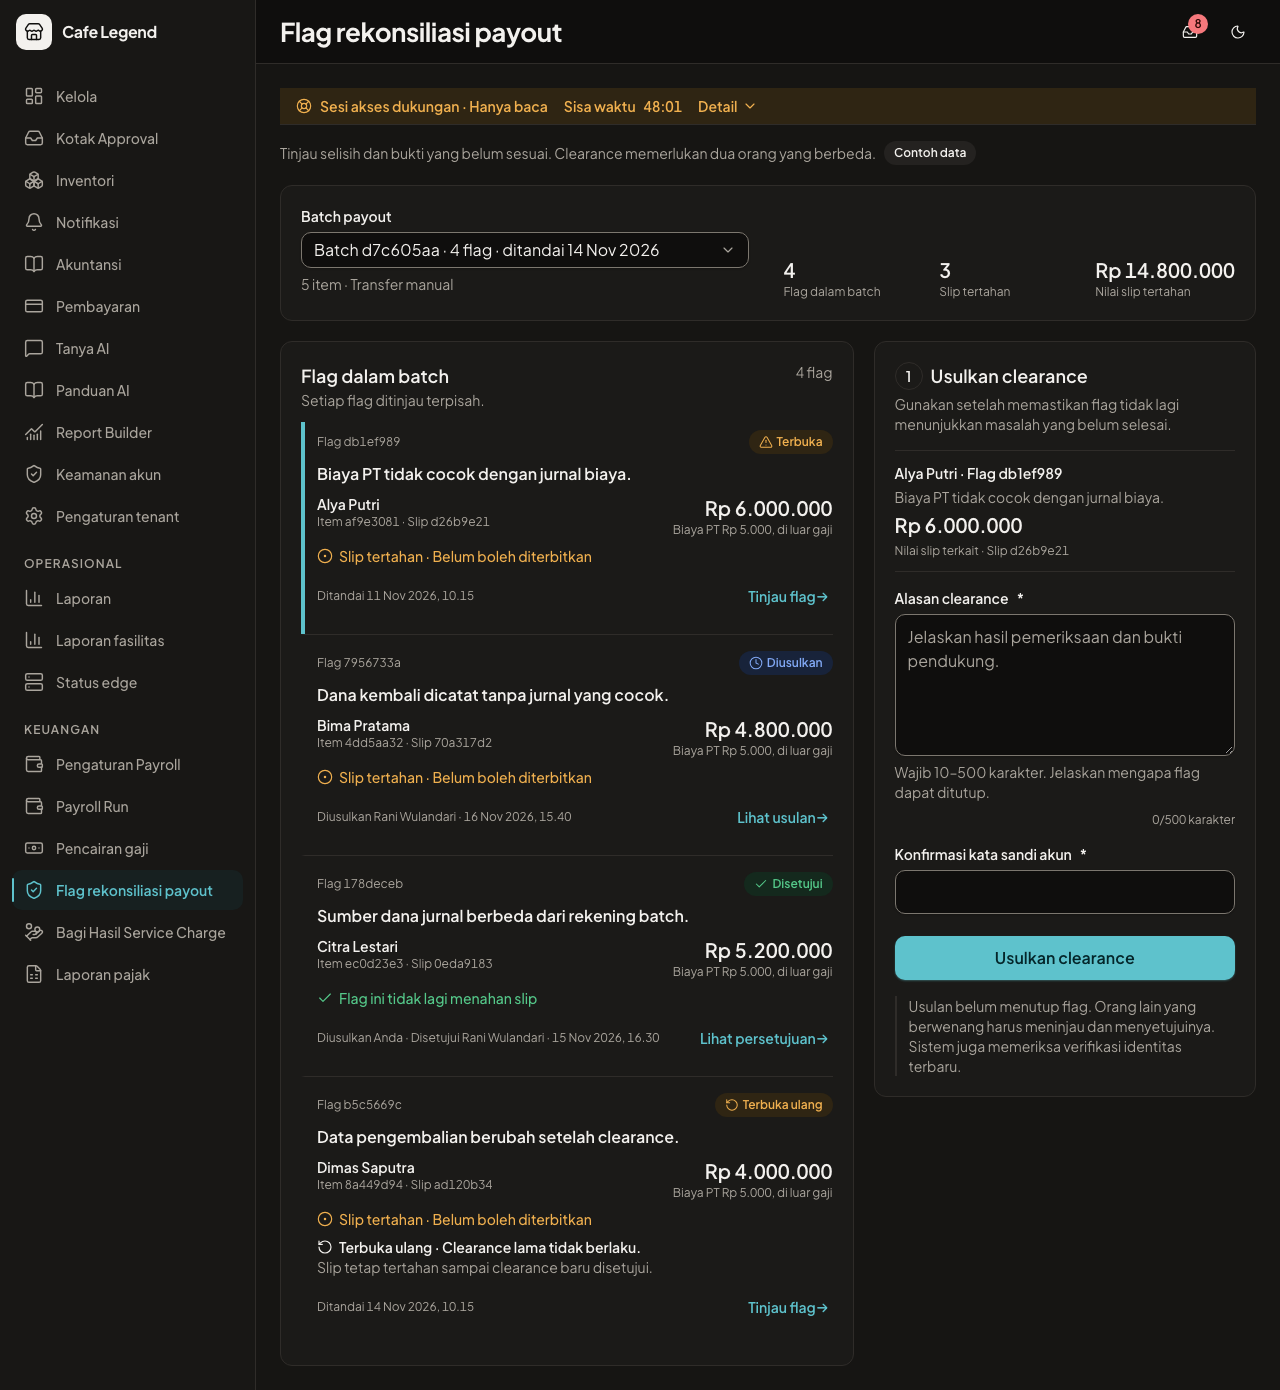 Cafe Legend
Kelola
Kotak Approval
Inventori
Notifikasi
Akuntansi
Pembayaran
Tanya AI
Panduan AI
Report Builder
Keamanan akun
Pengaturan tenant
OPERASIONAL
Laporan
Laporan fasilitas
Status edge
KEUANGAN
Pengaturan Payroll
Payroll Run
Pencairan gaji
Flag rekonsiliasi payout
Bagi Hasil Service Charge
Laporan pajak
Flag rekonsiliasi payout
8
Sesi akses dukungan · Hanya baca Sisa waktu 48:01 Detail
Tinjau selisih dan bukti yang belum sesuai. Clearance memerlukan dua orang yang berbeda. Contoh data
Batch payout
Batch d7c605aa · 4 flag · ditandai 14 Nov 2026
5 item · Transfer manual
4
Flag dalam batch
3
Slip tertahan
Rp 14.800.000
Nilai slip tertahan
Flag dalam batch
4 flag
Setiap flag ditinjau terpisah.
Flag db1ef989
Terbuka
Biaya PT tidak cocok dengan jurnal biaya.
Alya Putri
Item af9e3081 · Slip d26b9e21
Rp 6.000.000
Biaya PT Rp 5.000, di luar gaji
Slip tertahan · Belum boleh diterbitkan
Ditandai 11 Nov 2026, 10.15
Tinjau flag→
Flag 7956733a
Diusulkan
Dana kembali dicatat tanpa jurnal yang cocok.
Bima Pratama
Item 4dd5aa32 · Slip 70a317d2
Rp 4.800.000
Biaya PT Rp 5.000, di luar gaji
Slip tertahan · Belum boleh diterbitkan
Diusulkan Rani Wulandari · 16 Nov 2026, 15.40
Lihat usulan→
Flag 178deceb
Disetujui
Sumber dana jurnal berbeda dari rekening batch.
Citra Lestari
Item ec0d23e3 · Slip 0eda9183
Rp 5.200.000
Biaya PT Rp 5.000, di luar gaji
Flag ini tidak lagi menahan slip
Diusulkan Anda · Disetujui Rani Wulandari · 15 Nov 2026, 16.30
Lihat persetujuan→
Flag b5c5669c
Terbuka ulang
Data pengembalian berubah setelah clearance.
Dimas Saputra
Item 8a449d94 · Slip ad120b34
Rp 4.000.000
Biaya PT Rp 5.000, di luar gaji
Slip tertahan · Belum boleh diterbitkan
Terbuka ulang · Clearance lama tidak berlaku.
Slip tetap tertahan sampai clearance baru disetujui.
Ditandai 14 Nov 2026, 10.15
Tinjau flag→
1 Usulkan clearance
Gunakan setelah memastikan flag tidak lagi
menunjukkan masalah yang belum selesai.
Alya Putri · Flag db1ef989
Biaya PT tidak cocok dengan jurnal biaya.
Rp 6.000.000
Nilai slip terkait · Slip d26b9e21
Alasan clearance *
Jelaskan hasil pemeriksaan dan bukti
pendukung.
Wajib 10–500 karakter. Jelaskan mengapa flag
dapat ditutup.
0/500 karakter
Konfirmasi kata sandi akun *
Usulkan clearance
Usulan belum menutup flag. Orang lain yang
berwenang harus meninjau dan menyetujuinya.
Sistem juga memeriksa verifikasi identitas
terbaru.